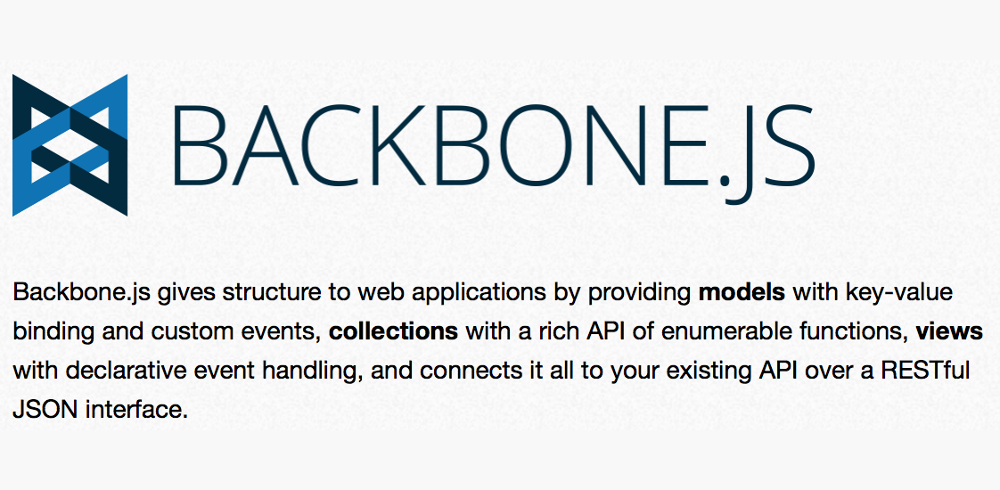 BACKBONE.JS
Backbone.js gives structure to web applications by providing models with key-value
binding and custom events, collections with a rich API of enumerable functions, views
with declarative event handling, and connects it all to your existing API over a RESTful
JSON interface.